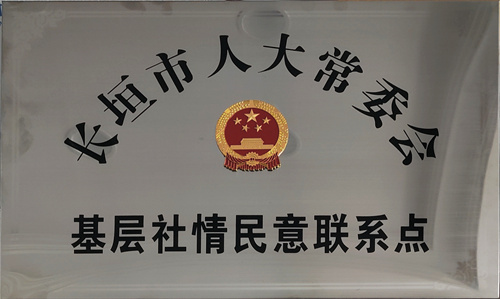 长垣市人大常委会
基层社情民意联系点